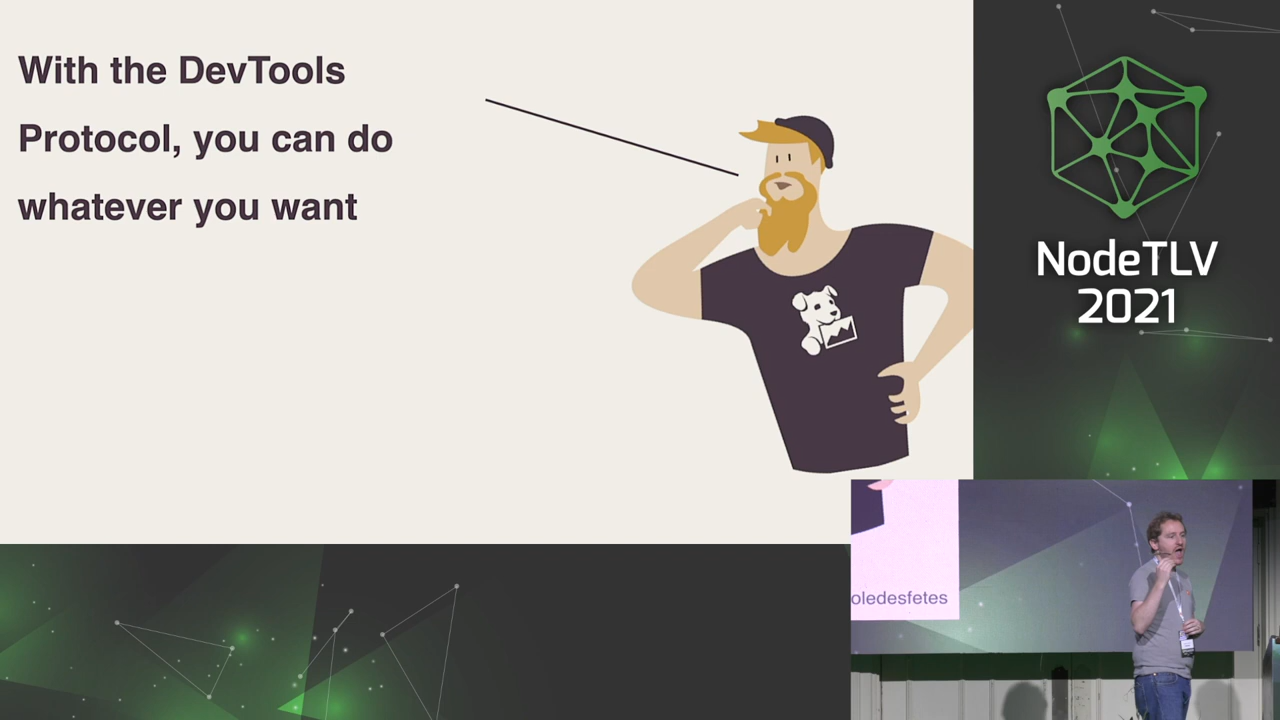 With the DevTools
Protocol, you can do
whatever you want
NodeTLV
2021
oledesfetes